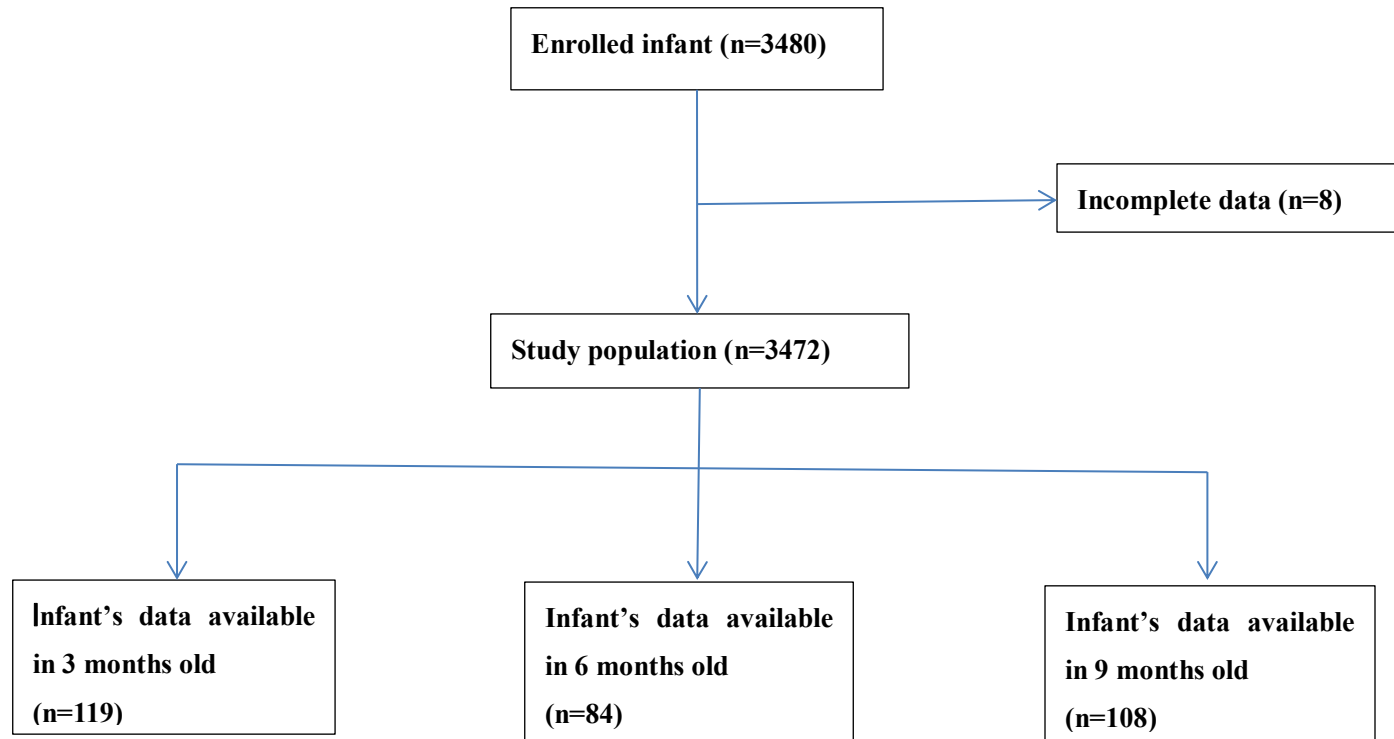 Enrolled infant (n=3480)
Incomplete data (n=8)
Study population (n=3472)
Infant’s data available
in 3 months old
(n=119)
Infant’s data available
in 6 months old
(n=84)
Infant’s data available
in 9 months old
(n=108)